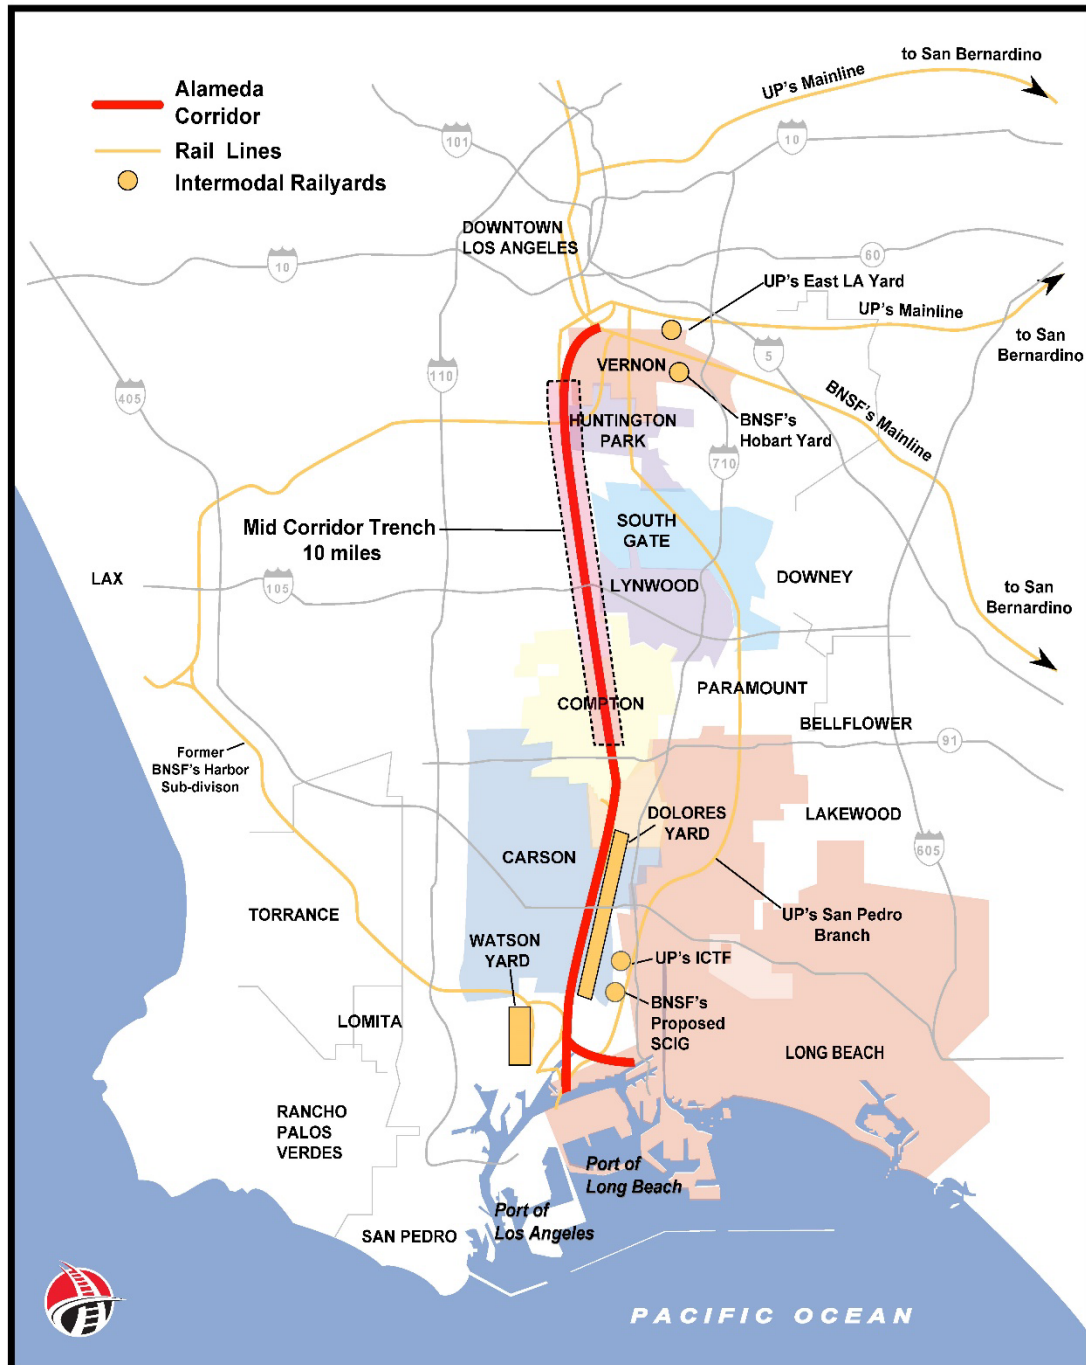 to San Bernardino
UP's Mainline
Alameda
Corridor
Rail Lines
Intermodal Railyards
101
10
DOWNTOWN
LOS ANGELES
10
60
UP's East LA Yard
UP's Mainline
to San
Bernardino
VERNON
5
110
405
BNSF's
Hobart Yard
BNSF's Mainline
HUNTINGTON
PARK
710
Mid Corridor Trench
10 miles
SOUTH
GATE
LAX
105
LYNWOOD
DOWNEY
to San
Bernardino
COMPTON
PARAMOUNT
BELLFLOWER
91
Former
BNSF's Harbor
Sub-divison
DOLORES
YARD
LAKEWOOD
605
CARSON
TORRANCE
UP's San Pedro
Branch
WATSON
YARD
UP's ICTF
BNSF's
Proposed
SCIG
LOMITA
LONG BEACH
RANCHO
PALOS
VERDES
Port of
Long Beach
Port of
Los Angeles
SAN PEDRO
PACIFIC OCEAN